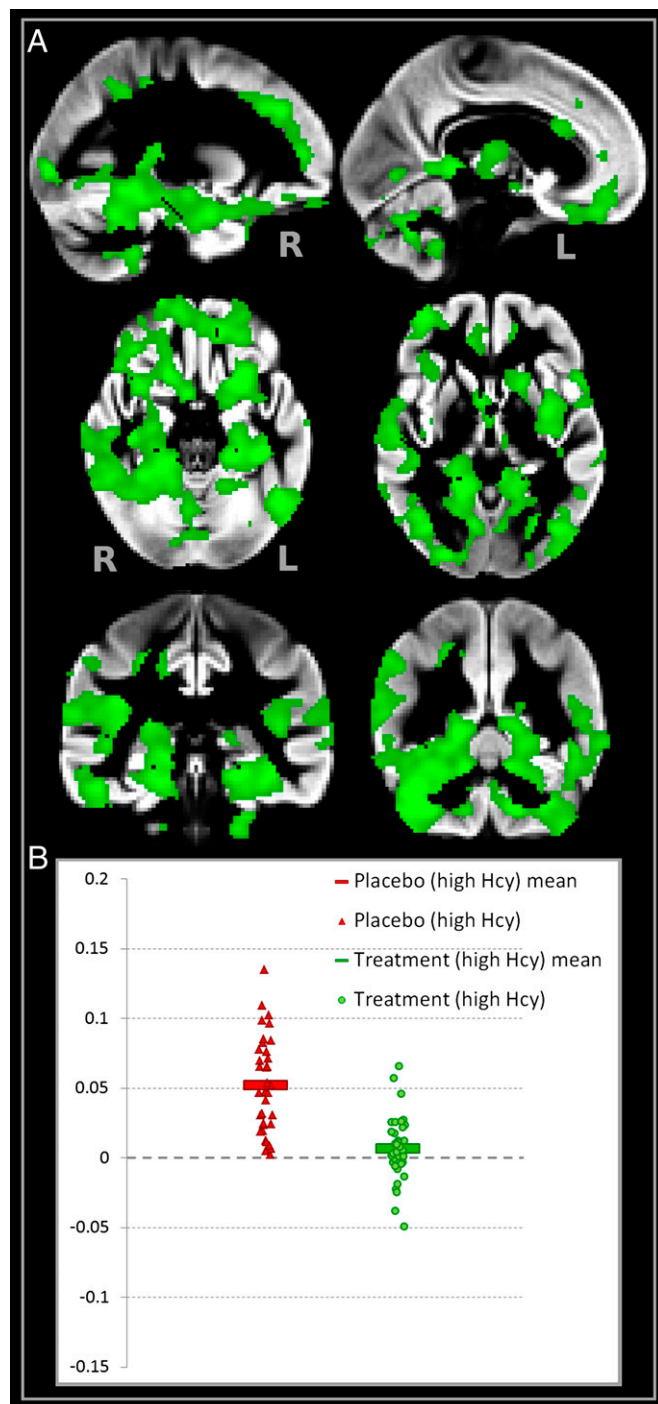 A
R
L
R
L
B
0.2
0.15
0.1
0.05
0
-0.05
-0.1
-0.15
Placebo (high Hcy) mean
Placebo (high Hcy)
Treatment (high Hcy) mean
Treatment (high Hcy)